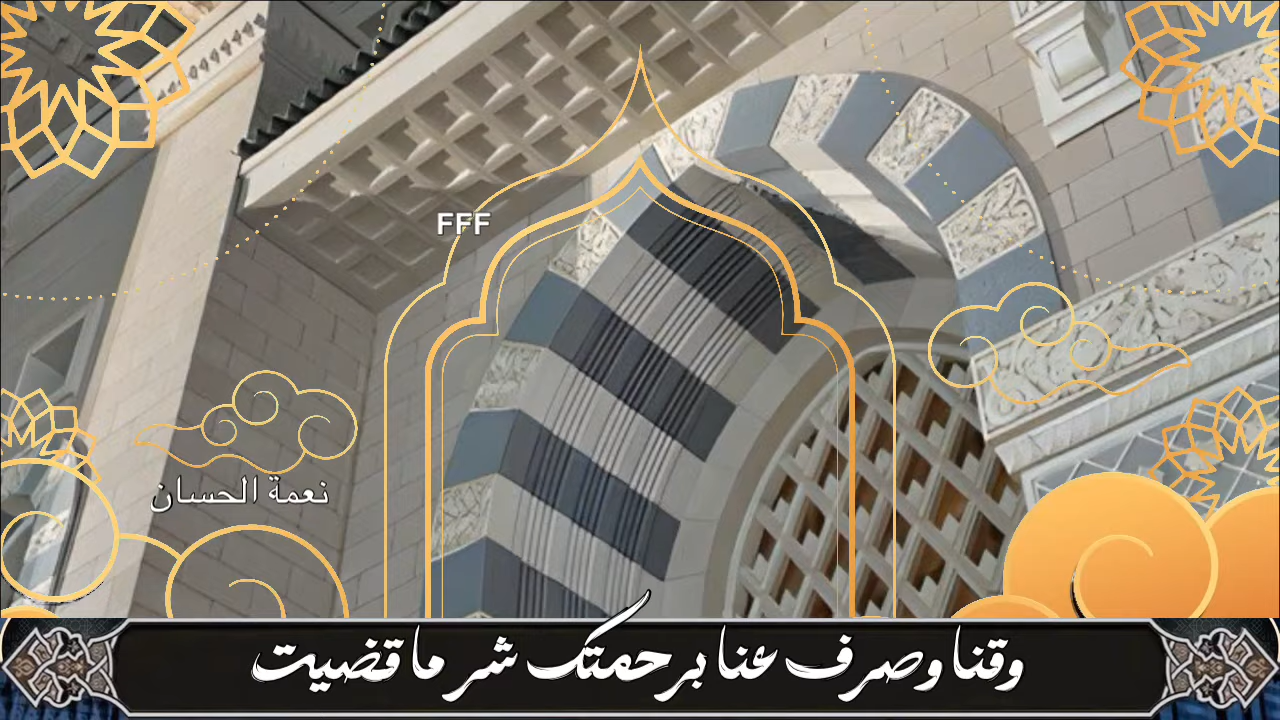 FFF
نعمة الحسان
وقنا وصرف عنا برحمتك شر ما قضيت